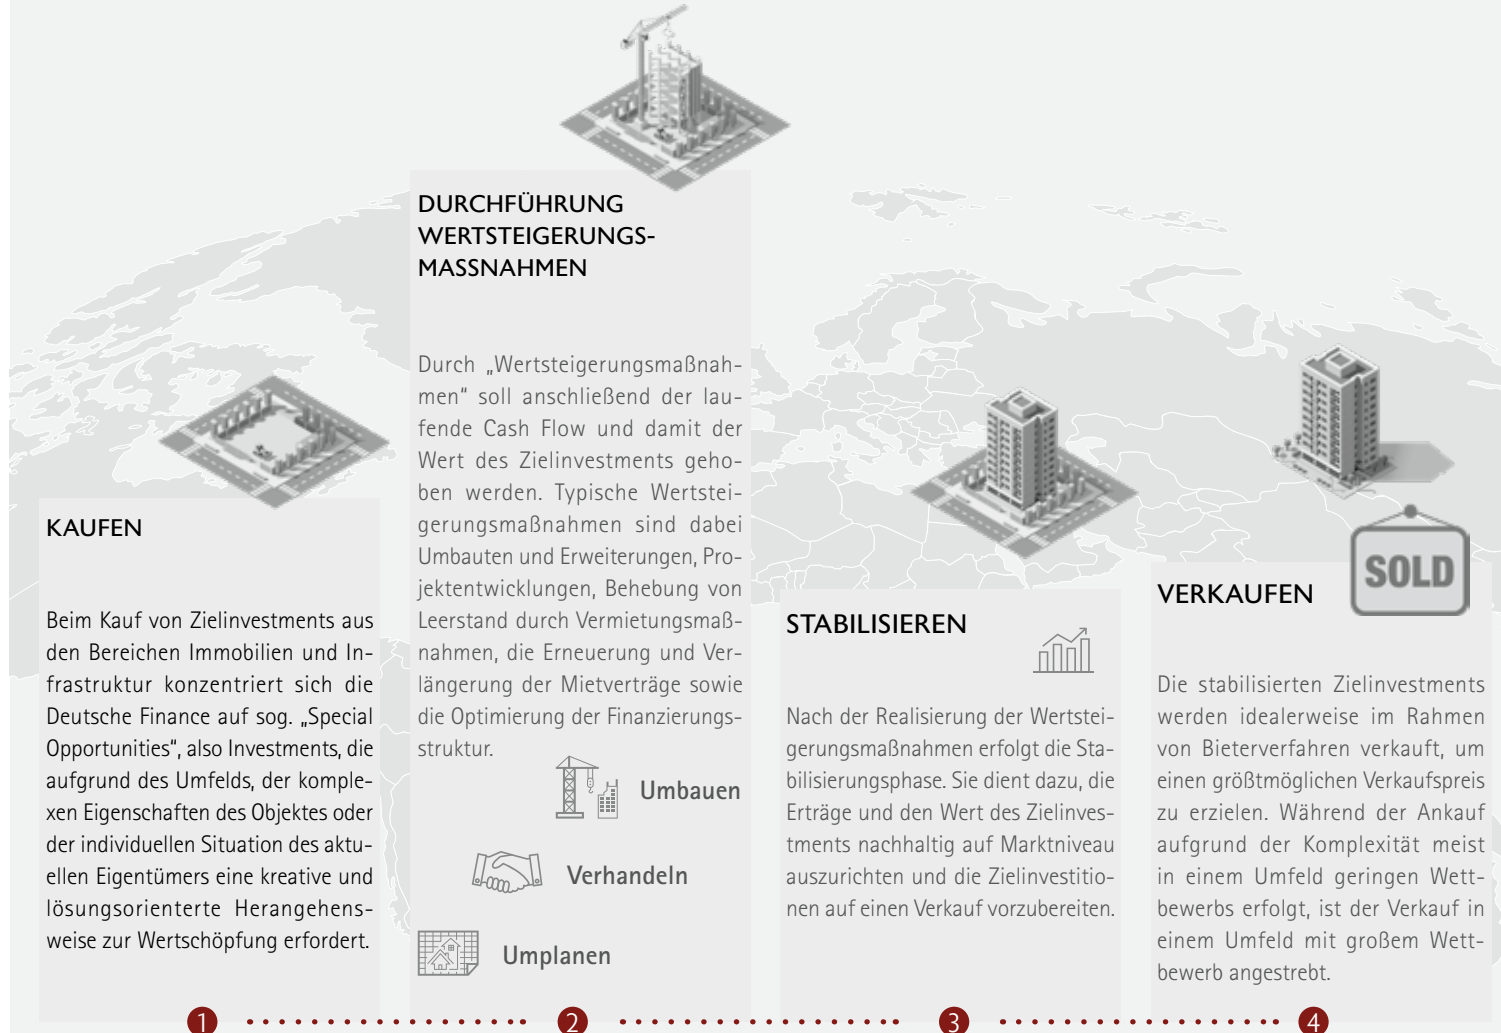 KAUFEN
Beim Kauf von Zielinvestments aus
den Bereichen Immobilien und In-
frastruktur konzentriert sich die
Deutsche Finance auf sog. „Special
Opportunities“, also Investments, die
aufgrund des Umfelds, der komple-
xen Eigenschaften des Objektes oder
der individuellen Situation des aktu-
ellen Eigentümers eine kreative und
lösungsorienterte Herangehens-
weise zur Wertschöpfung erfordert.
1
DURCHFÜHRUNG
WERTSTEIGERUNGS-
MASSNAHMEN
Durch „Wertsteigerungsmaßnah-
men“ soll anschließend der lau-
fende Cash Flow und damit der
Wert des Zielinvestments geho-
ben werden. Typische Wertstei-
gerungsmaßnahmen sind dabei
Umbauten und Erweiterungen, Pro-
jektentwicklungen, Behebung von
Leerstand durch Vermietungsmaß-
nahmen, die Erneuerung und Ver-
längerung der Mietverträge sowie
die Optimierung der Finanzierungs-
struktur.
Umbauen
Verhandeln
Umplanen
2
STABILISIEREN
Nach der Realisierung der Wertstei-
gerungsmaßnahmen erfolgt die Sta-
bilisierungsphase. Sie dient dazu, die
Erträge und den Wert des Zielinves-
tments nachhaltig auf Marktniveau
auszurichten und die Zielinvestitio-
nen auf einen Verkauf vorzubereiten.
3
SOLD
VERKAUFEN
Die stabilisierten Zielinvestments
werden idealerweise im Rahmen
von Bieterverfahren verkauft, um
einen größtmöglichen Verkaufspreis
zu erzielen. Während der Ankauf
aufgrund der Komplexität meist
in einem Umfeld geringen Wett-
bewerbs erfolgt, ist der Verkauf in
einem Umfeld mit großem Wett-
bewerb angestrebt.
4